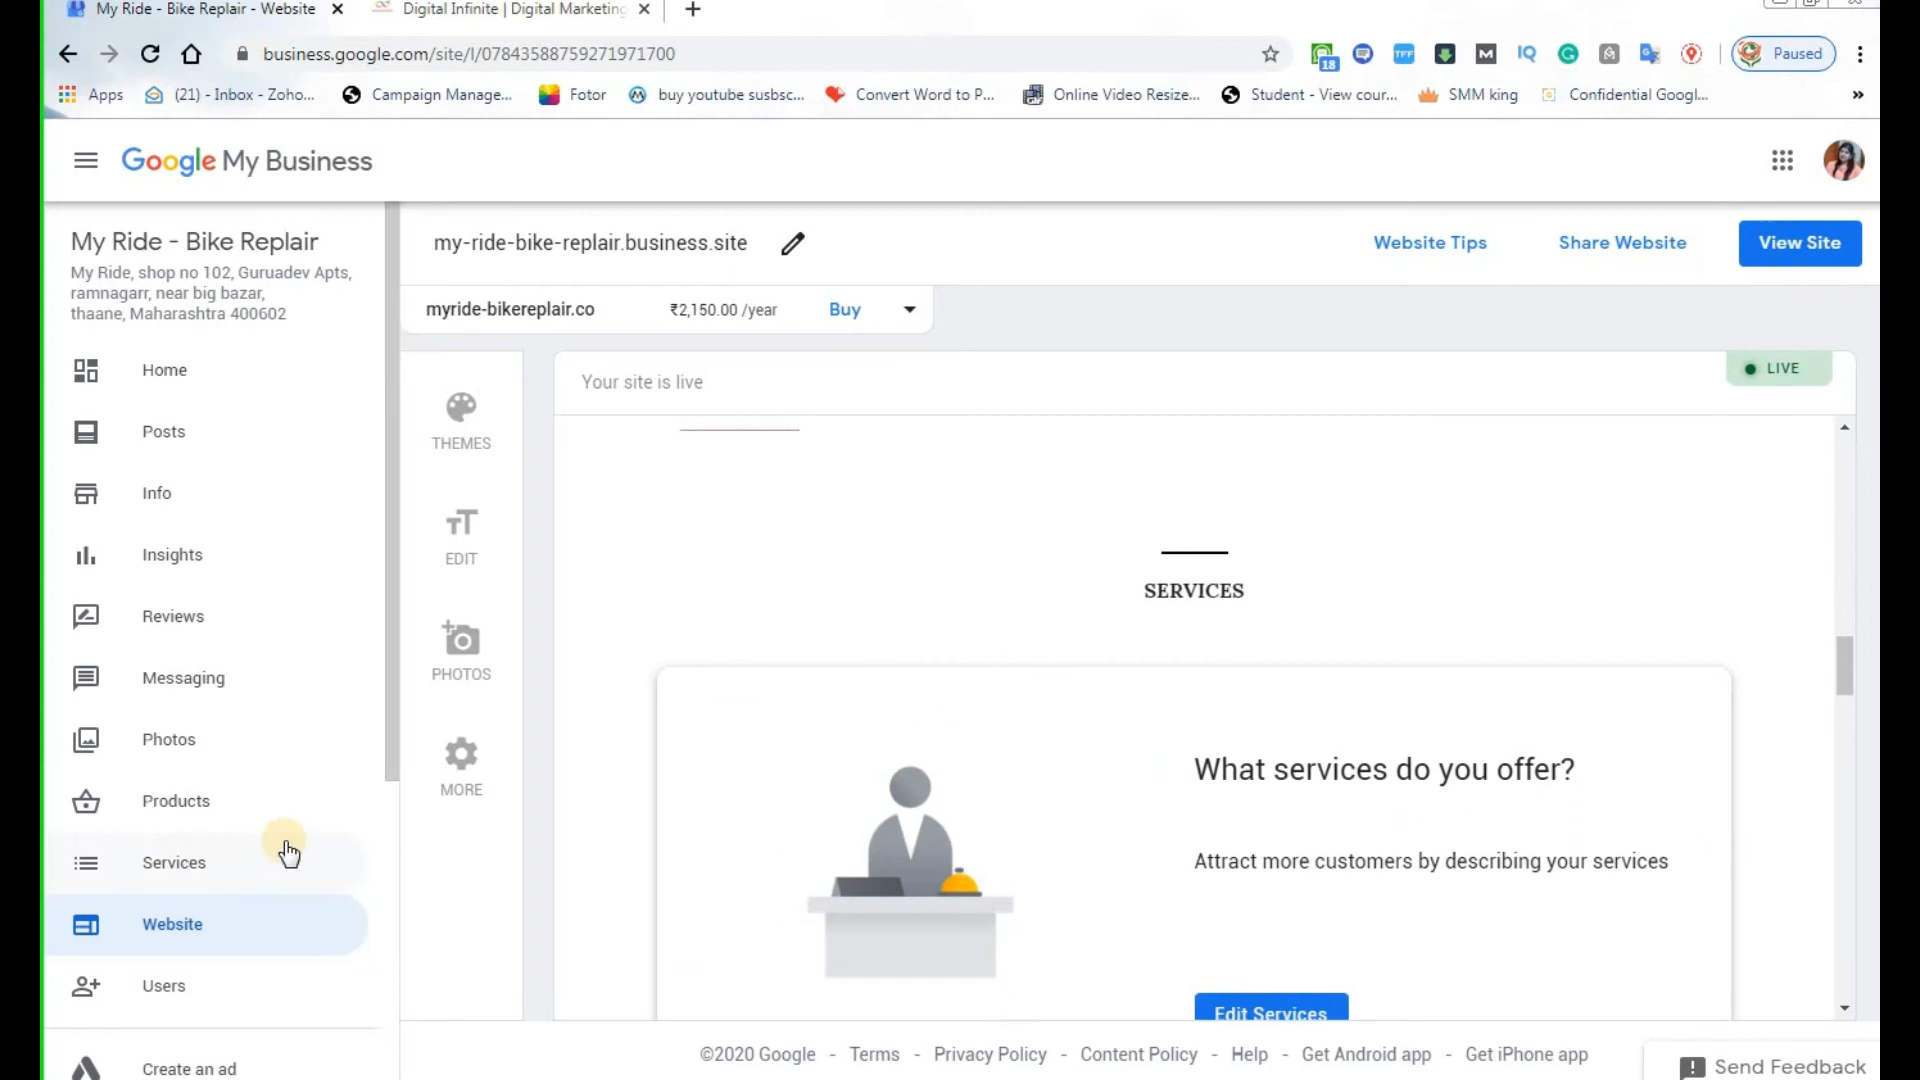 My Ride - Bike Replair - Website
Digital Infinite | Digital Marketing
business.google.com/site/l/07843588759271971700
18
TFF
M
IQ
Paused
Apps
(21) - Inbox - Zoho...
Campaign Manage...
Fotor
buy youtube susbsc...
Convert Word to P...
Online Video Resize...
Student - View cour...
SMM king
Confidential Googl...
»
Google My Business
My Ride - Bike Replair
My Ride, shop no 102, Guruadev Apts,
ramnagarr, near big bazar,
thaane, Maharashtra 400602
Home
Posts
Info
Insights
Reviews
Messaging
Photos
Products
Services
Website
Users
Create an ad
my-ride-bike-replair.business.site
Website Tips
Share Website
View Site
myride-bikereplair.co
₹2,150.00 /year
Buy
THEMES
EDIT
PHOTOS
MORE
Your site is live
LIVE
SERVICES
What services do you offer?
Attract more customers by describing your services
Edit Services
©2020 Google - Terms - Privacy Policy - Content Policy - Help - Get Android app - Get iPhone app
Send Feedback